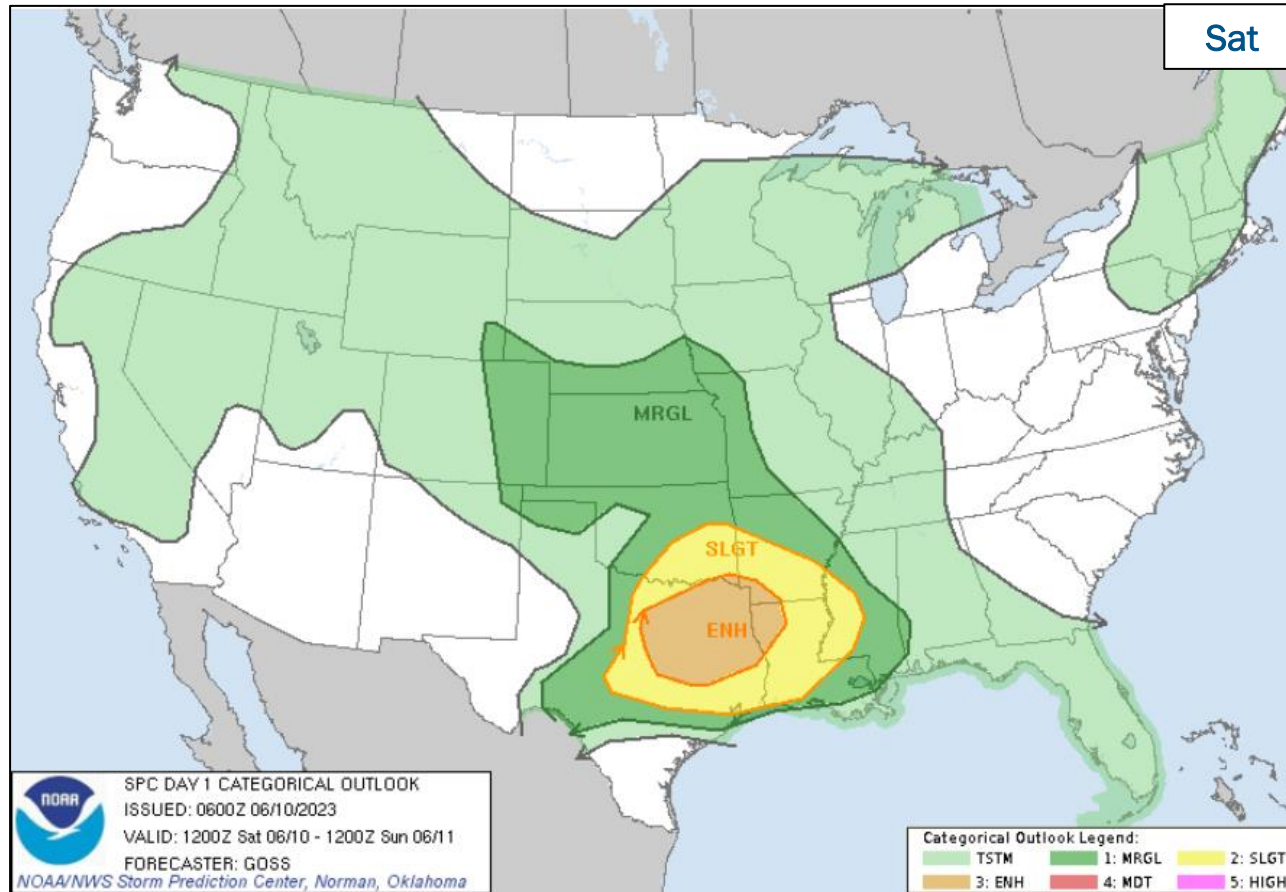 Sat
MRGL
SLGT
ENH
NOAA
SPC DAY 1 CATEGORICAL OUTLOOK
ISSUED: 0600Z 06/10/2023
VALID: 1200Z Sat 06/10 - 1200Z Sun 06/11
FORECASTER: GOSS
NOAA/NWS Storm Prediction Center, Norman, Oklahoma
Categorical Outlook Legend:
TSTM 1: MRGL 2: SLGT
3: ENH 4: MDT 5: HIGH